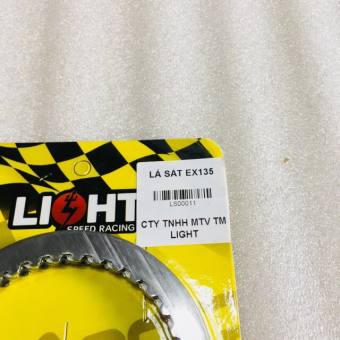 LIGHT
SPEED RACING
LÁ SẮT EX135
LS00011
CTY TNHH MTV TM
LIGHT